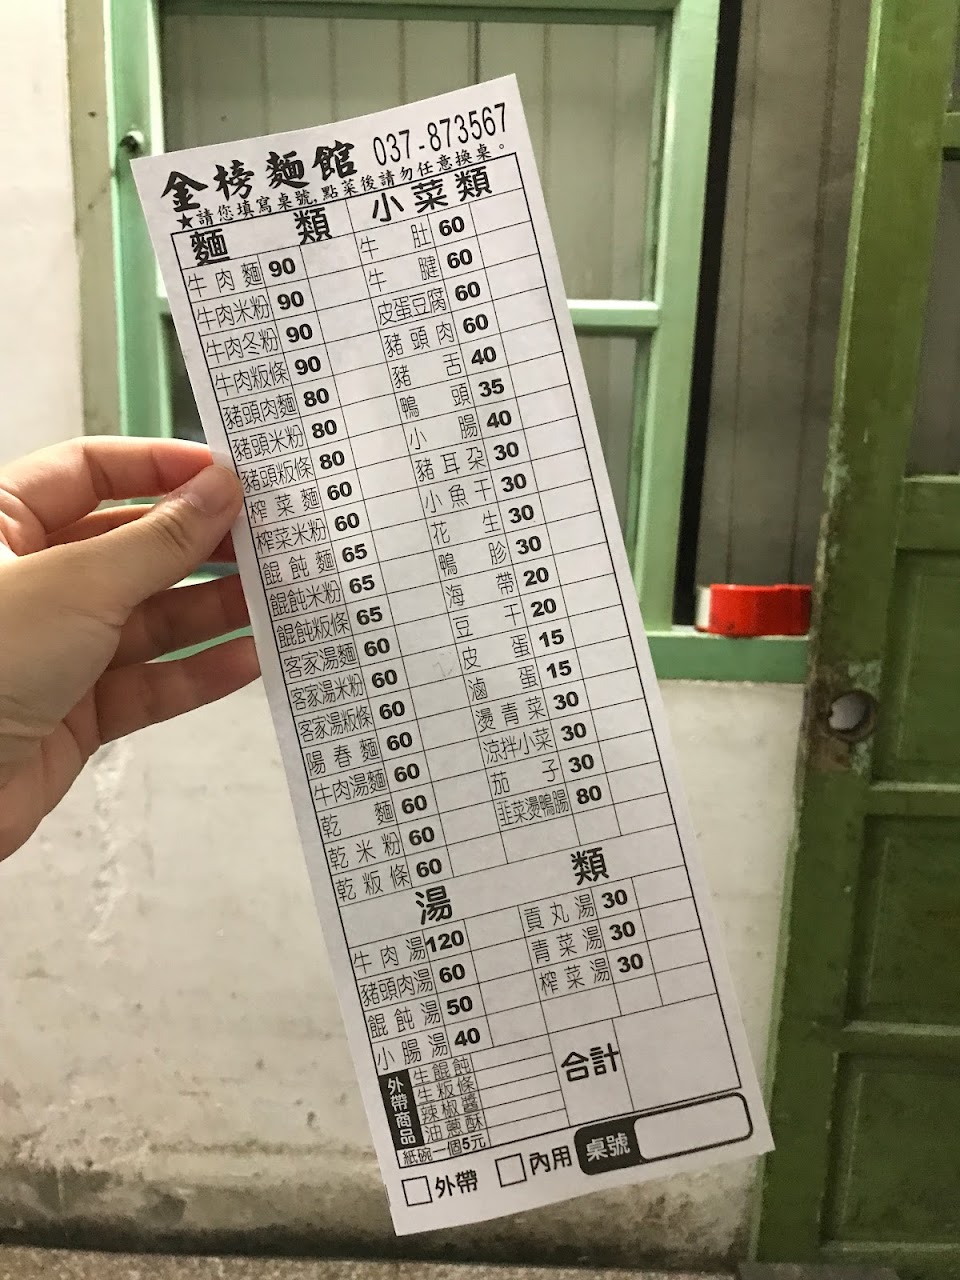 金榜麵館 037-873567
★請您填寫桌號,點菜後請勿任意換桌。
麵類
牛肉麵 90
牛肉米粉 90
牛肉冬粉 90
牛肉粄條 90
豬頭肉麵 80
豬頭米粉 80
豬頭粄條 80
榨菜麵 60
榨菜米粉 60
餛飩麵 65
餛飩米粉 65
餛飩粄條 65
客家湯麵 60
客家湯米粉 60
客家湯粄條 60
陽春麵 60
牛肉湯麵 60
乾麵 60
乾米粉 60
乾粄條 60
小菜類
牛肚 60
牛腱 60
皮蛋豆腐 60
豬頭肉 60
豬舌 40
鴨頭 35
小腸 40
豬耳朶 30
小魚干 30
花生 30
鴨胗 30
海帶 20
豆干 20
皮蛋 15
滷蛋 15
燙青菜 30
涼拌小菜 30
茄子 30
韭菜燙鴨腸 80
湯類
牛肉湯 120
豬頭肉湯 60
餛飩湯 50
小腸湯 40
貢丸湯 30
青菜湯 30
榨菜湯 30
外帶商品
生餛飩
生粄條
辣椒醬
油蔥酥
紙碗一個5元
合計
□外帶 □內用 桌號